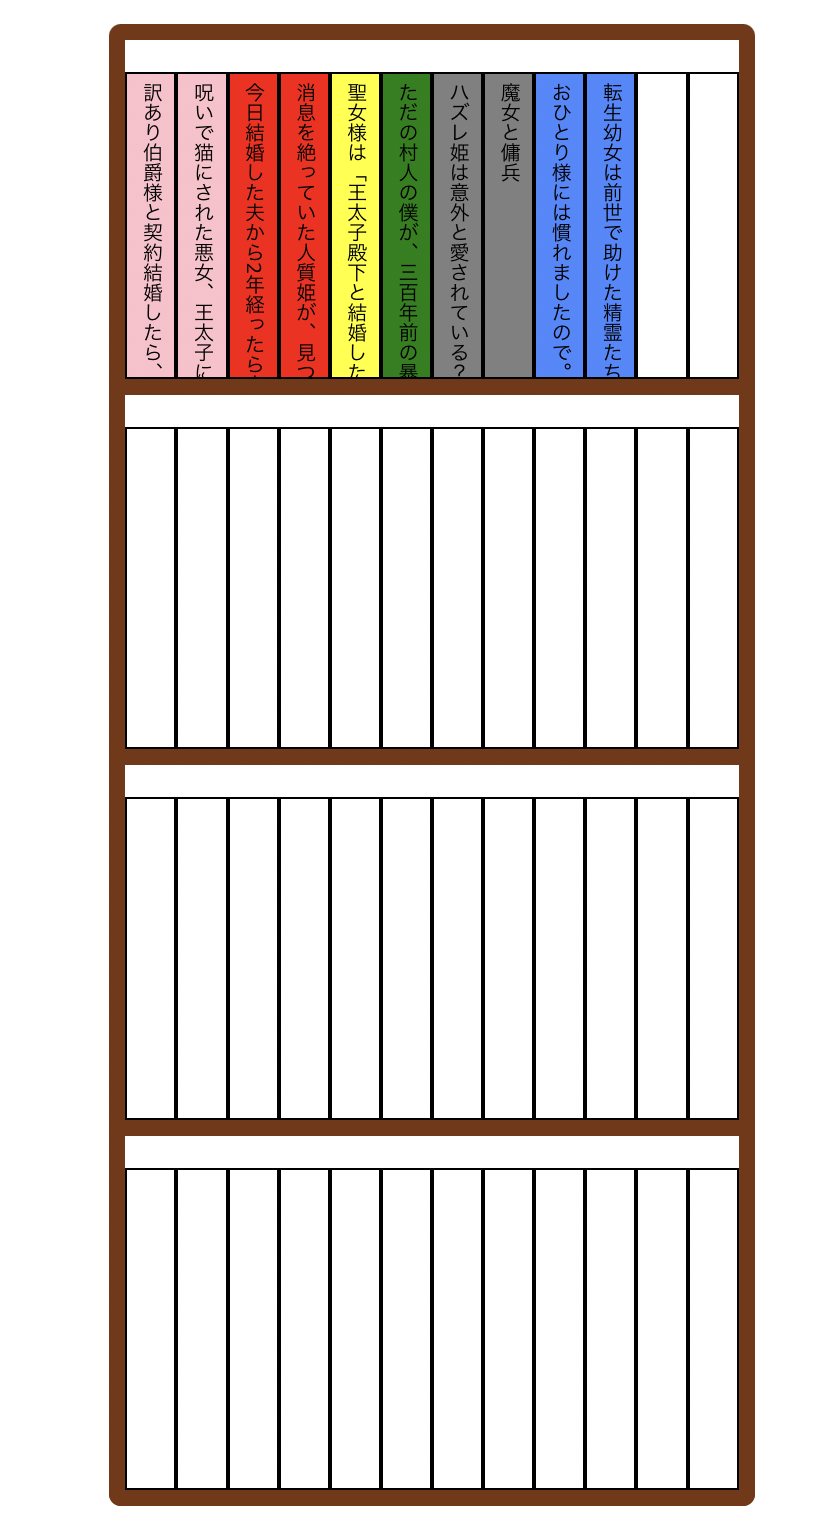 訳あり伯爵様と契約結婚したら、
呪いで猫にされた悪女、王太子に
今日結婚した夫から2年経ったら
消息を絶っていた人質姫が、見つ
聖女様は「王太子殿下と結婚した
ただの村人の僕が、三百年前の暴
ハズレ姫は意外と愛されている？
魔女と傭兵
おひとり様には慣れましたので。
転生幼女は前世で助けた精霊たち